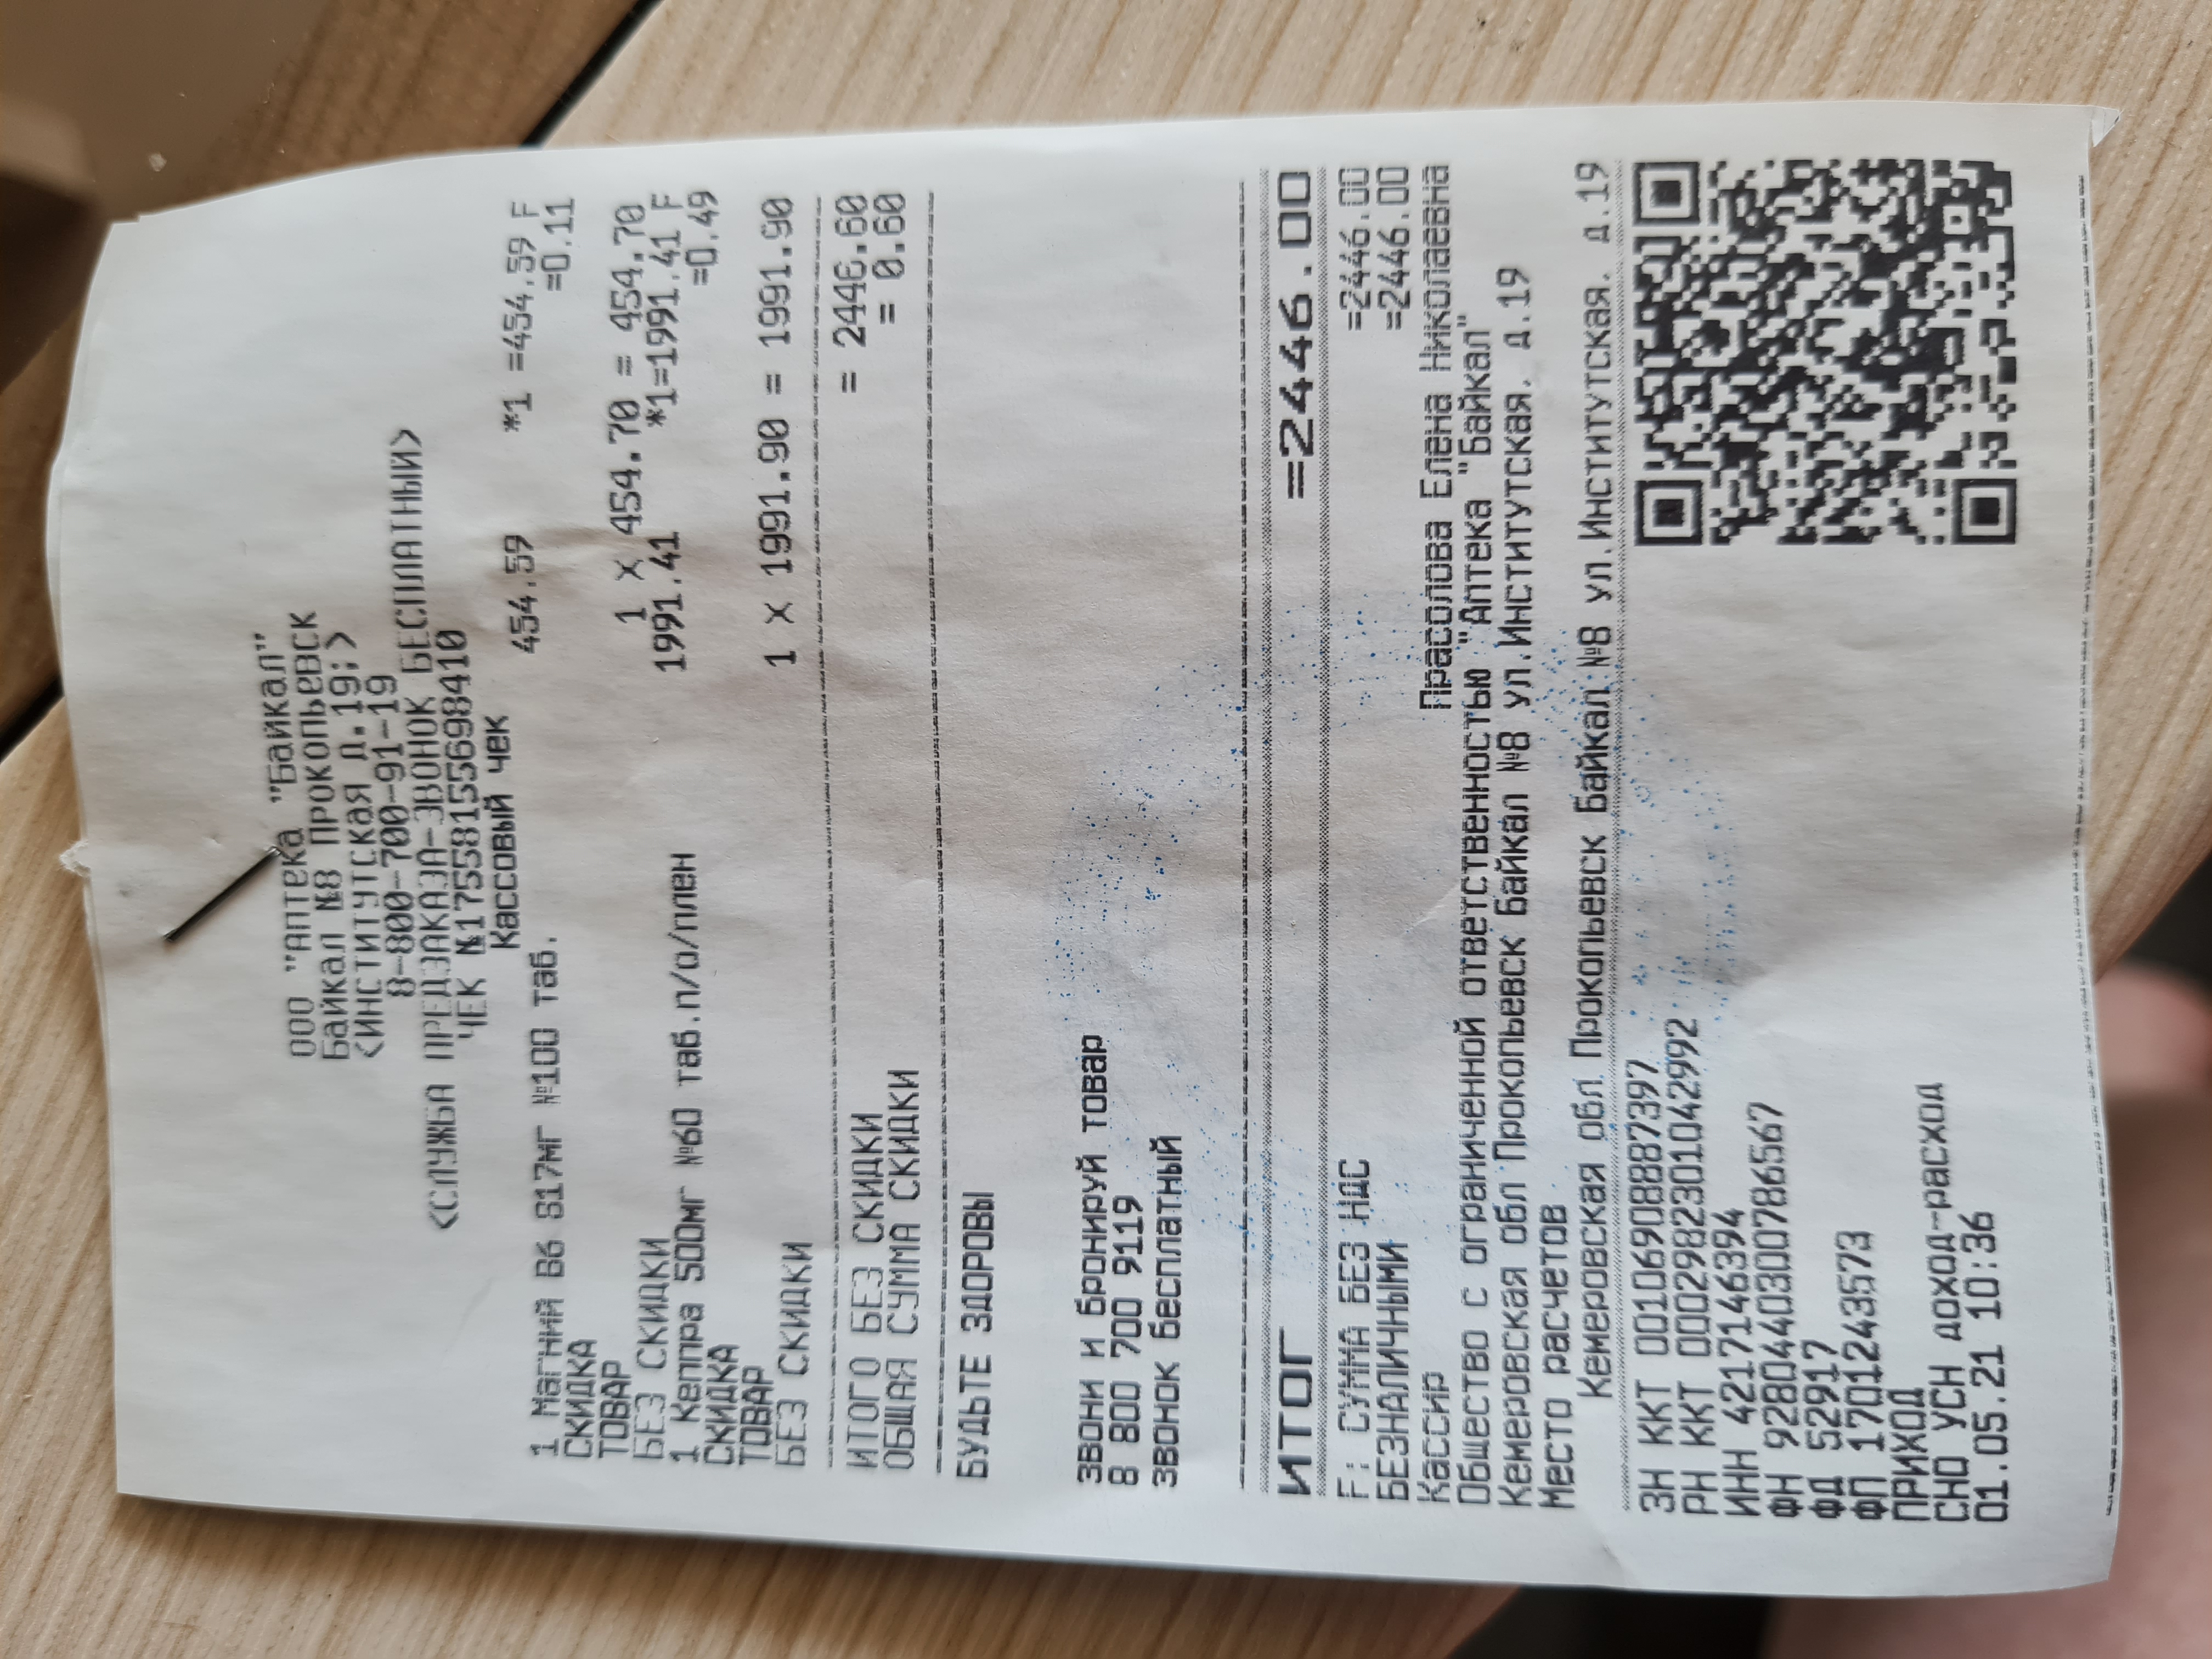 ООО "Аптека "Байкал"
Байкал №8 ПРОКОПЬЕВСК
<ИНСТИТУТСКАЯ Д.19;>
8-800-700-91-19
<СЛУЖБА ПРЕДЗАКАЗА-ЗВОНОК БЕСПЛАТНЫЙ>
ЧЕК №175581556984410
Кассовый чек
1 Магний В6 817мг №100 таб. 454.59 *1 =454.59 F
СКИДКА =0.11
ТОВАР
БЕЗ СКИДКИ 1 X 454.70 = 454.70
1 Кеппра 500мг №60 таб.п/о/плен 1991.41 *1=1991.41 F
СКИДКА =0.49
ТОВАР
БЕЗ СКИДКИ 1 X 1991.90 = 1991.90
ИТОГО БЕЗ СКИДКИ = 2446.60
ОБЩАЯ СУММА СКИДКИ = 0.60
БУДЬТЕ ЗДОРОВЫ
звони и бронируй товар
8 800 700 9119
звонок бесплатный
ИТОГ =2446.00
F: СУММА БЕЗ НДС =2446.00
БЕЗНАЛИЧНЫМИ =2446.00
Кассир Прасолова Елена Николаевна
Общество с ограниченной ответственностью "Аптека "Байкал"
Кемеровская обл Прокопьевск Байкал №8 ул.Институтская. д.19
Место расчетов
Кемеровская обл Прокопьевск Байкал №8 ул.Институтская. д.19
ЗН ККТ 00106908887397
РН ККТ 0002982301042992
ИНН 4217146394
ФН 9280440300786567
ФД 52917
ФП 1701243573
ПРИХОД
СНО УСН доход-расход
01.05.21 10:36